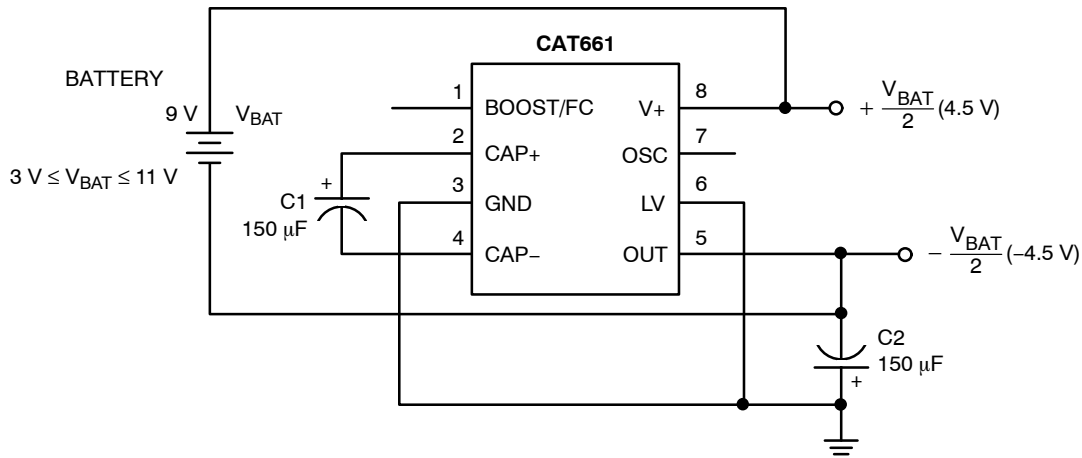 CAT661
BATTERY
9 V
V_BAT
3 V ≤ V_BAT ≤ 11 V
+
C1
150 µF
1
2
3
4
BOOST/FC
CAP+
GND
CAP−
V+
OSC
LV
OUT
8
7
6
5
+ V_BAT/2 (4.5 V)
− V_BAT/2 (−4.5 V)
C2
150 µF
+